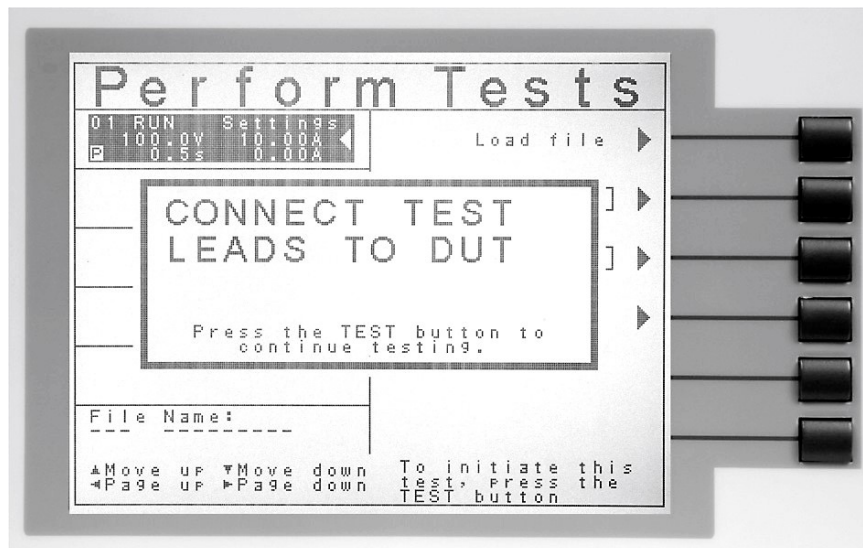 Perform Tests
01 RUN Settings
100.0V 10.00A
P 0.5s 0.00A
Load file
]
]
CONNECT TEST
LEADS TO DUT
Press the TEST button to
continue testing.
File Name:
▲Move up ▼Move down
◄Page up ►Page down
To initiate this
test, press the
TEST button